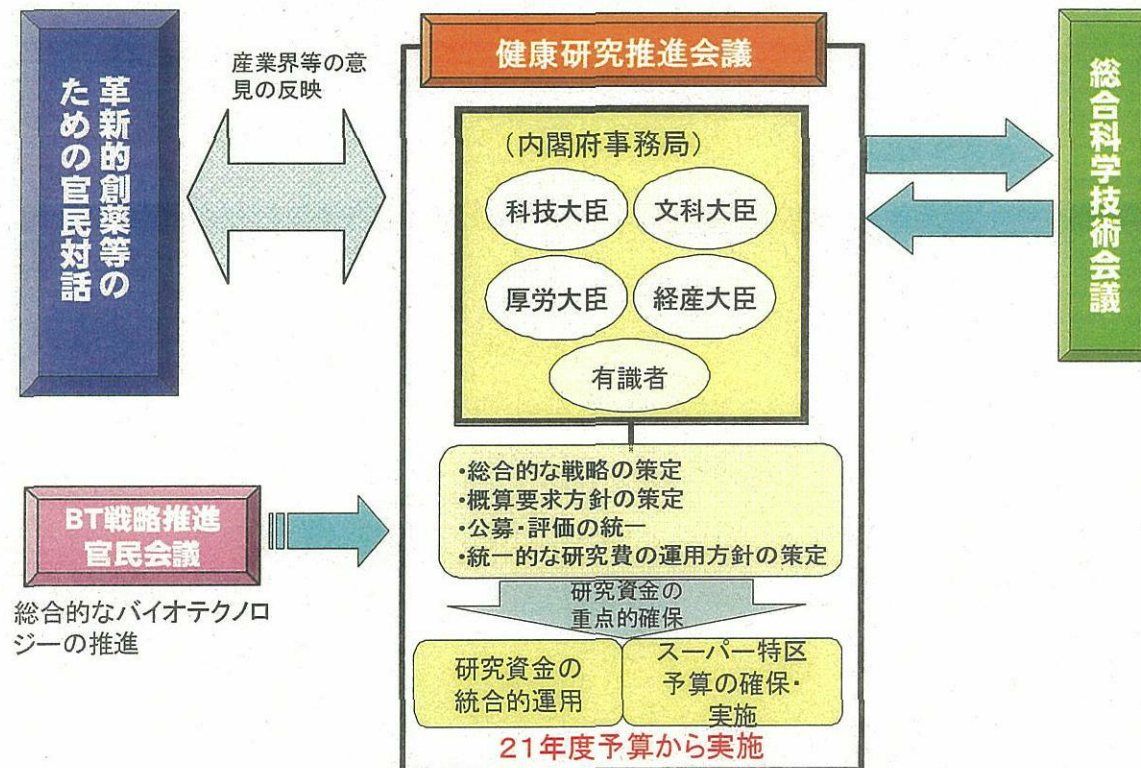 革新的創薬等の
ための官民対話
産業界等の意
見の反映
健康研究推進会議
(内閣府事務局)
科技大臣
文科大臣
厚労大臣
経産大臣
有識者
総合科学技術会議
・総合的な戦略の策定
・概算要求方針の策定
・公募・評価の統一
・統一的な研究費の運用方針の策定
BT戦略推進
官民会議
総合的なバイオテクノロ
ジーの推進
研究資金の
重点的確保
研究資金の
統合的運用
スーパー特区
予算の確保・
実施
21年度予算から実施